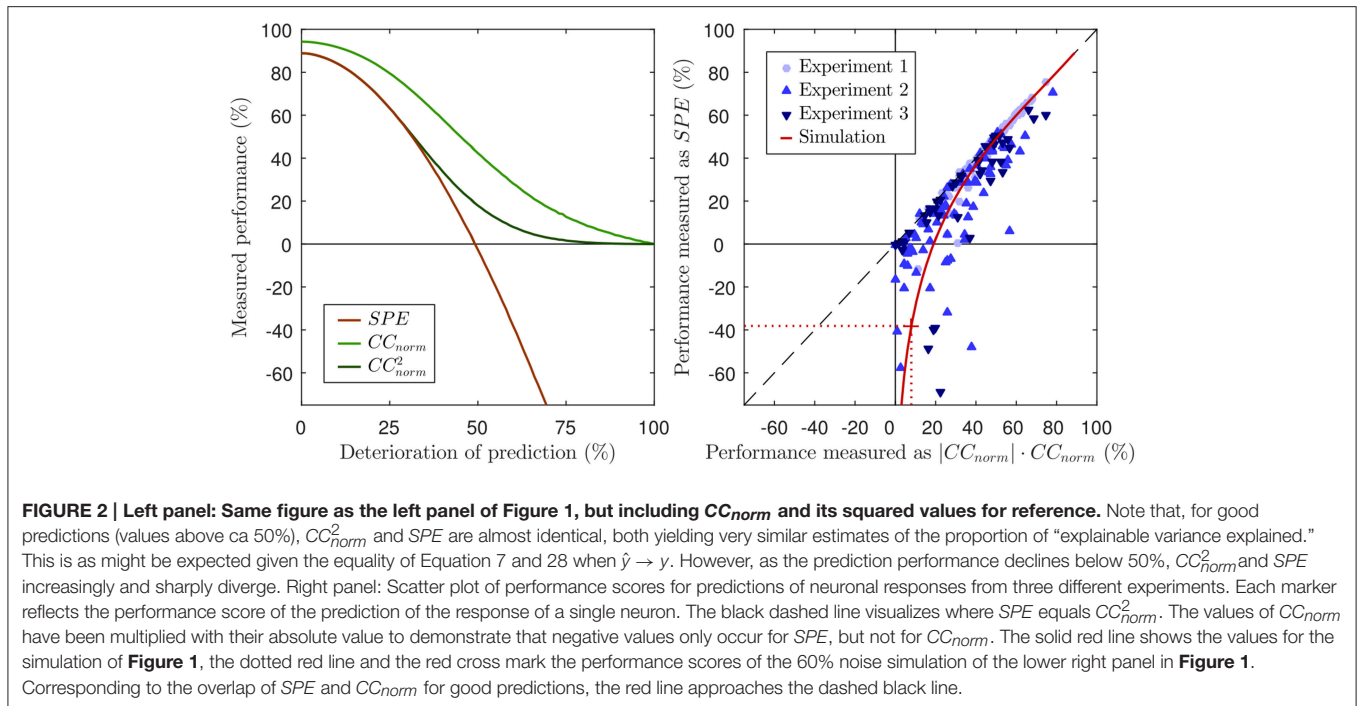 100
80
60
40
20
0
-20
-40
-60
Measured performance (%)
SPE
CC_norm
CC²_norm
0 25 50 75 100
Deterioration of prediction (%)
100
80
60
40
20
0
-20
-40
-60
Performance measured as SPE (%)
Experiment 1
Experiment 2
Experiment 3
Simulation
-60 -40 -20 0 20 40 60 80 100
Performance measured as |CC_norm| · CC_norm (%)
FIGURE 2 | Left panel: Same figure as the left panel of Figure 1, but including CC_norm and its squared values for reference. Note that, for good
predictions (values above ca 50%), CC²_norm and SPE are almost identical, both yielding very similar estimates of the proportion of “explainable variance explained.”
This is as might be expected given the equality of Equation 7 and 28 when ŷ → y. However, as the prediction performance declines below 50%, CC²_norm and SPE
increasingly and sharply diverge. Right panel: Scatter plot of performance scores for predictions of neuronal responses from three different experiments. Each marker
reflects the performance score of the prediction of the response of a single neuron. The black dashed line visualizes where SPE equals CC²_norm. The values of CC_norm
have been multiplied with their absolute value to demonstrate that negative values only occur for SPE, but not for CC_norm. The solid red line shows the values for the
simulation of Figure 1, the dotted red line and the red cross mark the performance scores of the 60% noise simulation of the lower right panel in Figure 1.
Corresponding to the overlap of SPE and CC_norm for good predictions, the red line approaches the dashed black line.